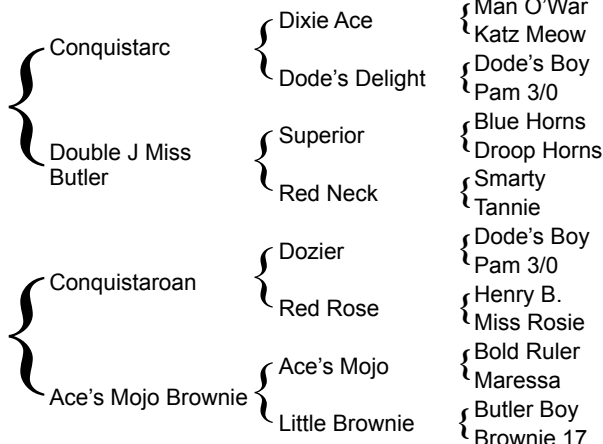 Man O’War
Dixie Ace
Katz Meow
Conquistarc
Dode’s Boy
Dode’s Delight
Pam 3/0
Blue Horns
Superior
Droop Horns
Double J Miss
Butler
Smarty
Red Neck
Tannie
Dode’s Boy
Dozier
Pam 3/0
Conquistaroan
Henry B.
Red Rose
Miss Rosie
Bold Ruler
Ace’s Mojo
Maressa
Ace’s Mojo Brownie
Butler Boy
Little Brownie
Brownie 17